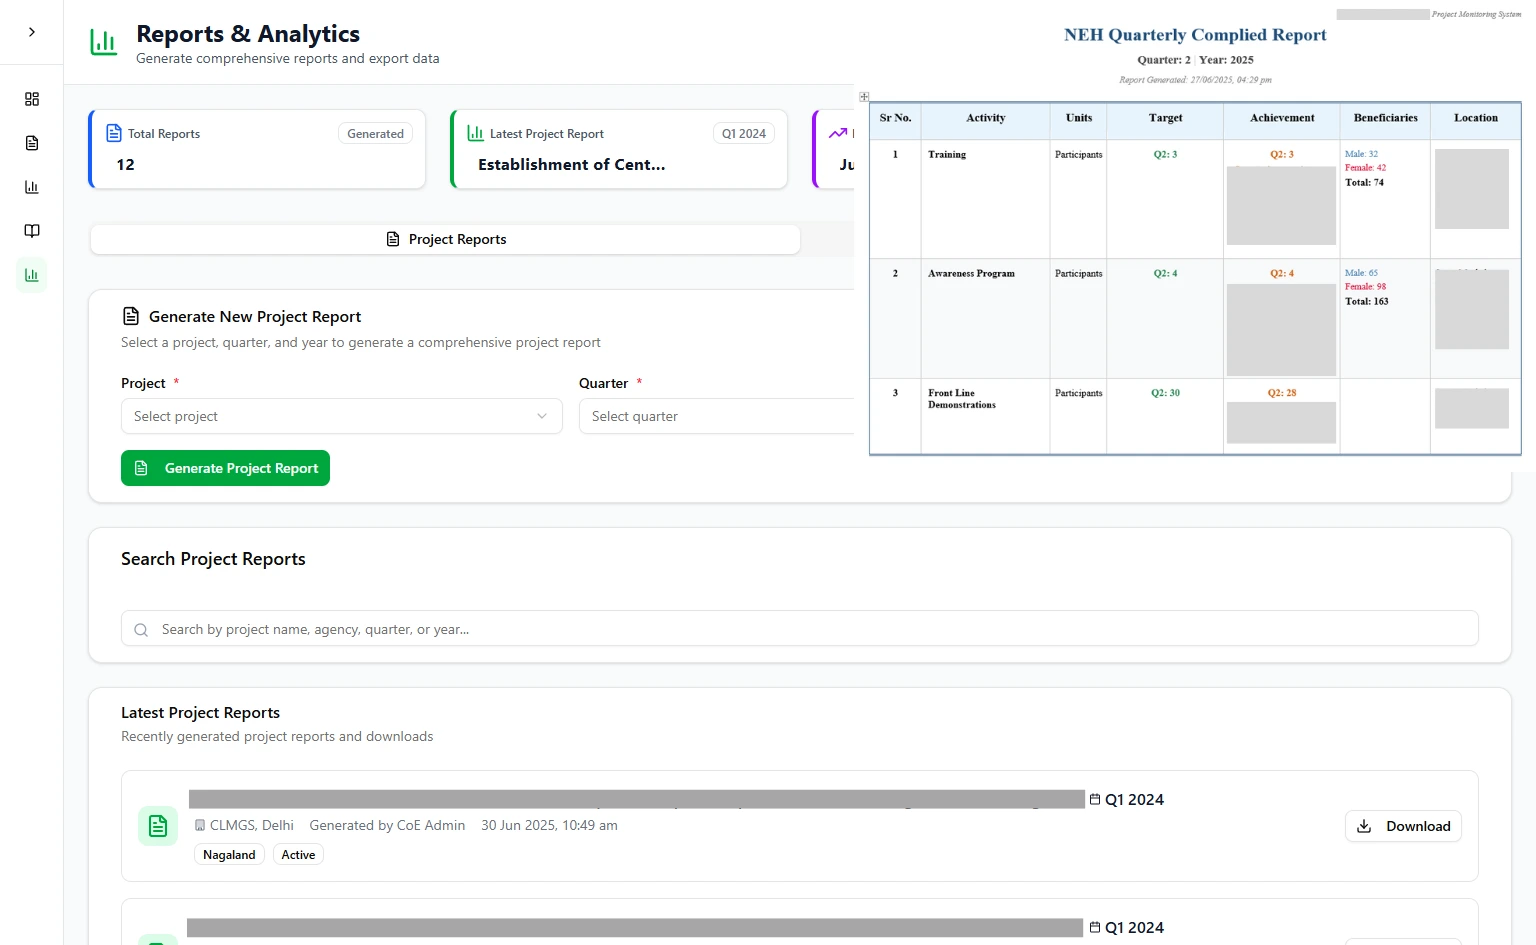 Reports & Analytics
Generate comprehensive reports and export data
Total Reports
Generated
12
Latest Project Report
Q1 2024
Establishment of Cent...
Ju
Project Reports
Generate New Project Report
Select a project, quarter, and year to generate a comprehensive project report
Project *
Select project
Quarter *
Select quarter
Generate Project Report
Project Monitoring System
NEH Quarterly Complied Report
Quarter: 2 | Year: 2025
Report Generated: 27/06/2025, 04:29 pm
Sr No. Activity Units Target Achievement Beneficiaries Location
1 Training Participants Q2: 3 Q2: 3 Male: 32
Female: 42
Total: 74
2 Awareness Program Participants Q2: 4 Q2: 4 Male: 65
Female: 98
Total: 163
3 Front Line Participants Q2: 30 Q2: 28
Demonstrations
Search Project Reports
Search by project name, agency, quarter, or year...
Latest Project Reports
Recently generated project reports and downloads
Q1 2024
CLMGS, Delhi Generated by CoE Admin 30 Jun 2025, 10:49 am
Nagaland Active
Download
Q1 2024